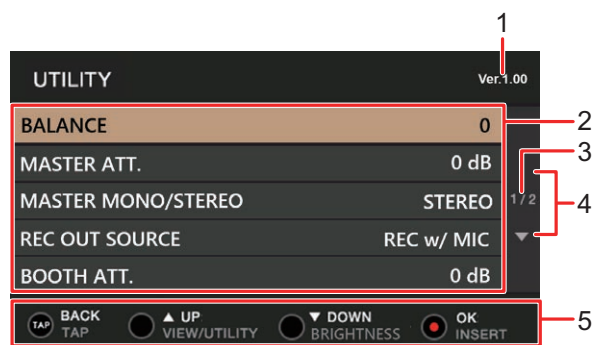 1
UTILITY Ver.1.00
BALANCE 0 2
3
MASTER ATT. 0 dB
MASTER MONO/STEREO STEREO 1/2 4
REC OUT SOURCE REC w/ MIC ▼
BOOTH ATT. 0 dB
TAP BACK ▲ UP ▼ DOWN OK 5
TAP VIEW/UTILITY BRIGHTNESS INSERT